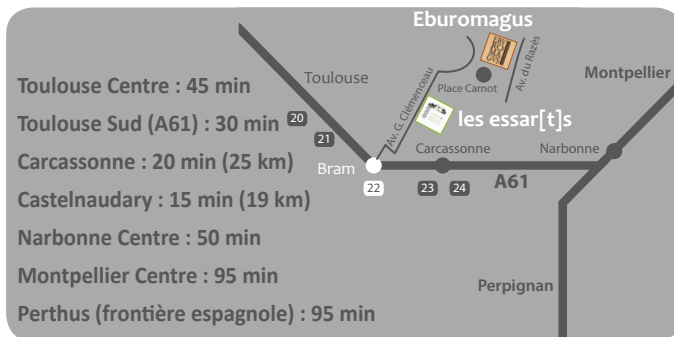 Eburomagus
Toulouse
Av. du Razès
Montpellier
Place Carnot
Toulouse Centre : 45 min
Toulouse Sud (A61) : 30 min
20
21
Av. G. Clémenceau
les essar[t]s
Carcassonne : 20 min (25 km)
Bram
Carcassonne
Narbonne
22
23
24
A61
Castelnaudary : 15 min (19 km)
Narbonne Centre : 50 min
Montpellier Centre : 95 min
Perpignan
Perthus (frontière espagnole) : 95 min